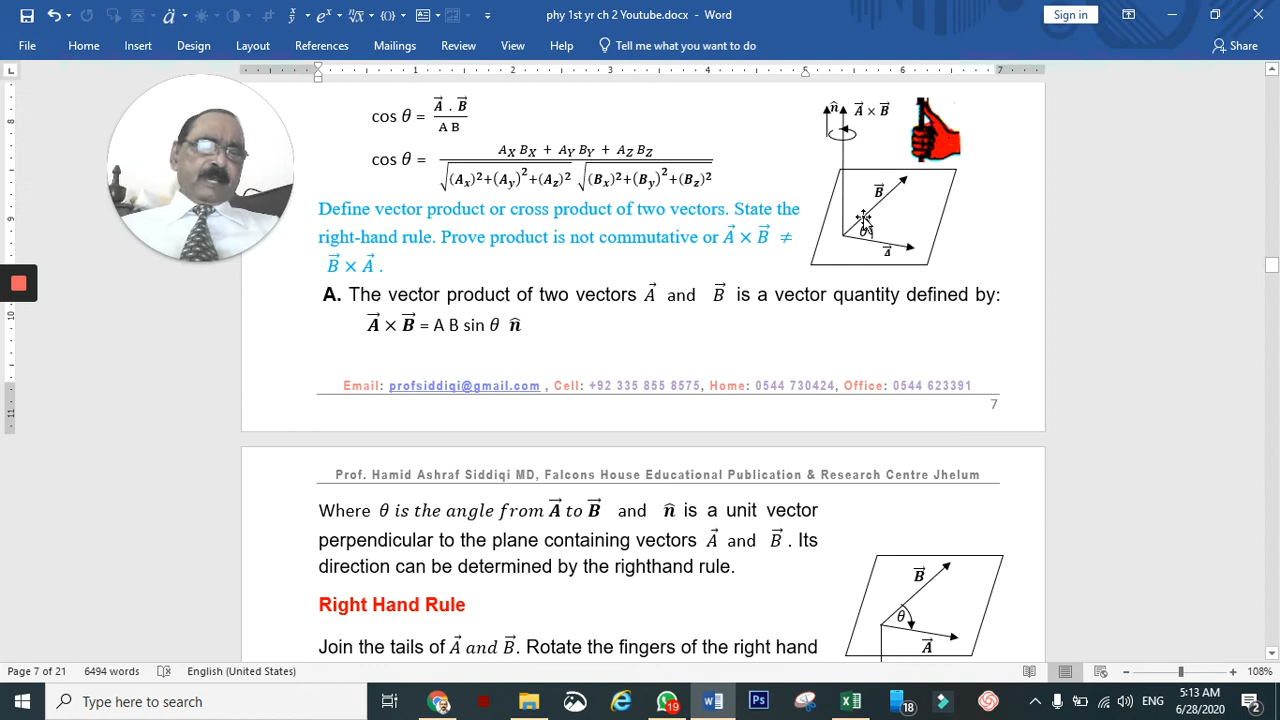 phy 1st yr ch 2 Youtube.docx - Word
Sign in
File Home Insert Design Layout References Mailings Review View Help Tell me what you want to do Share
1 2 3 4 6 7
cos θ = A⃗ . B⃗ / A B
cos θ = A_X B_X + A_Y B_Y + A_Z B_Z / √(A_x)²+(A_y)²+(A_z)² √(B_x)²+(B_y)²+(B_z)²
n̂ A⃗ × B⃗
B⃗
θ
A⃗
Define vector product or cross product of two vectors. State the
right-hand rule. Prove product is not commutative or A⃗ × B⃗ ≠
B⃗ × A⃗ .
A. The vector product of two vectors A⃗ and B⃗ is a vector quantity defined by:
A⃗ × B⃗ = A B sin θ n̂
Email: profsiddiqi@gmail.com , Cell: +92 335 855 8575, Home: 0544 730424, Office: 0544 623391
7
Prof. Hamid Ashraf Siddiqi MD, Falcons House Educational Publication & Research Centre Jhelum
Where θ is the angle from A⃗ to B⃗ and n̂ is a unit vector
perpendicular to the plane containing vectors A⃗ and B⃗ . Its
direction can be determined by the righthand rule.
B⃗
θ
A⃗
Right Hand Rule
Join the tails of A⃗ and B⃗. Rotate the fingers of the right hand
Page 7 of 21 6494 words English (United States) 108%
Type here to search
19
18
ENG
5:13 AM
6/28/2020
2